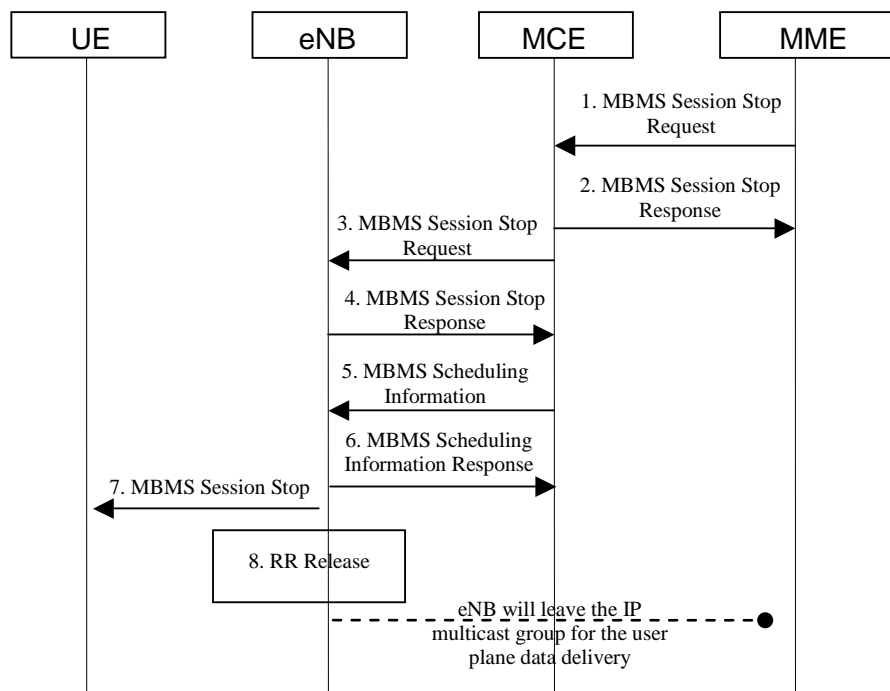 UE
eNB
MCE
MME
1. MBMS Session Stop
Request
2. MBMS Session Stop
Response
3. MBMS Session Stop
Request
4. MBMS Session Stop
Response
5. MBMS Scheduling
Information
6. MBMS Scheduling
Information Response
7. MBMS Session Stop
8. RR Release
eNB will leave the IP
multicast group for the user
plane data delivery